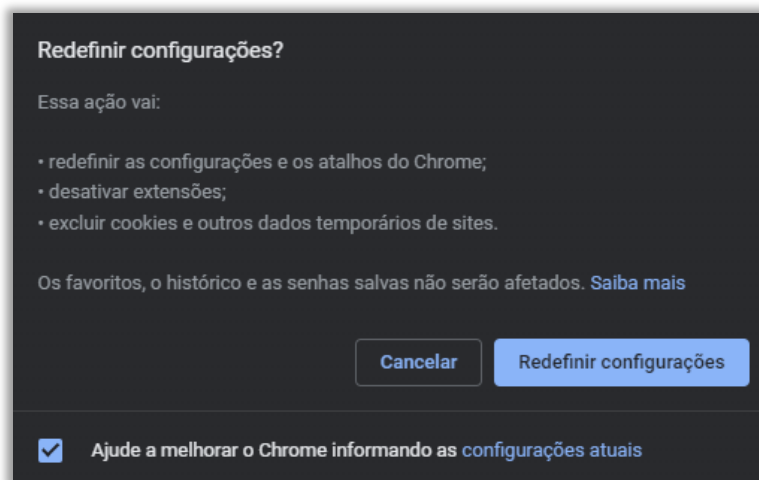 Redefinir configurações?
Essa ação vai:
• redefinir as configurações e os atalhos do Chrome;
• desativar extensões;
• excluir cookies e outros dados temporários de sites.
Os favoritos, o histórico e as senhas salvas não serão afetados. Saiba mais
Cancelar Redefinir configurações
Ajude a melhorar o Chrome informando as configurações atuais